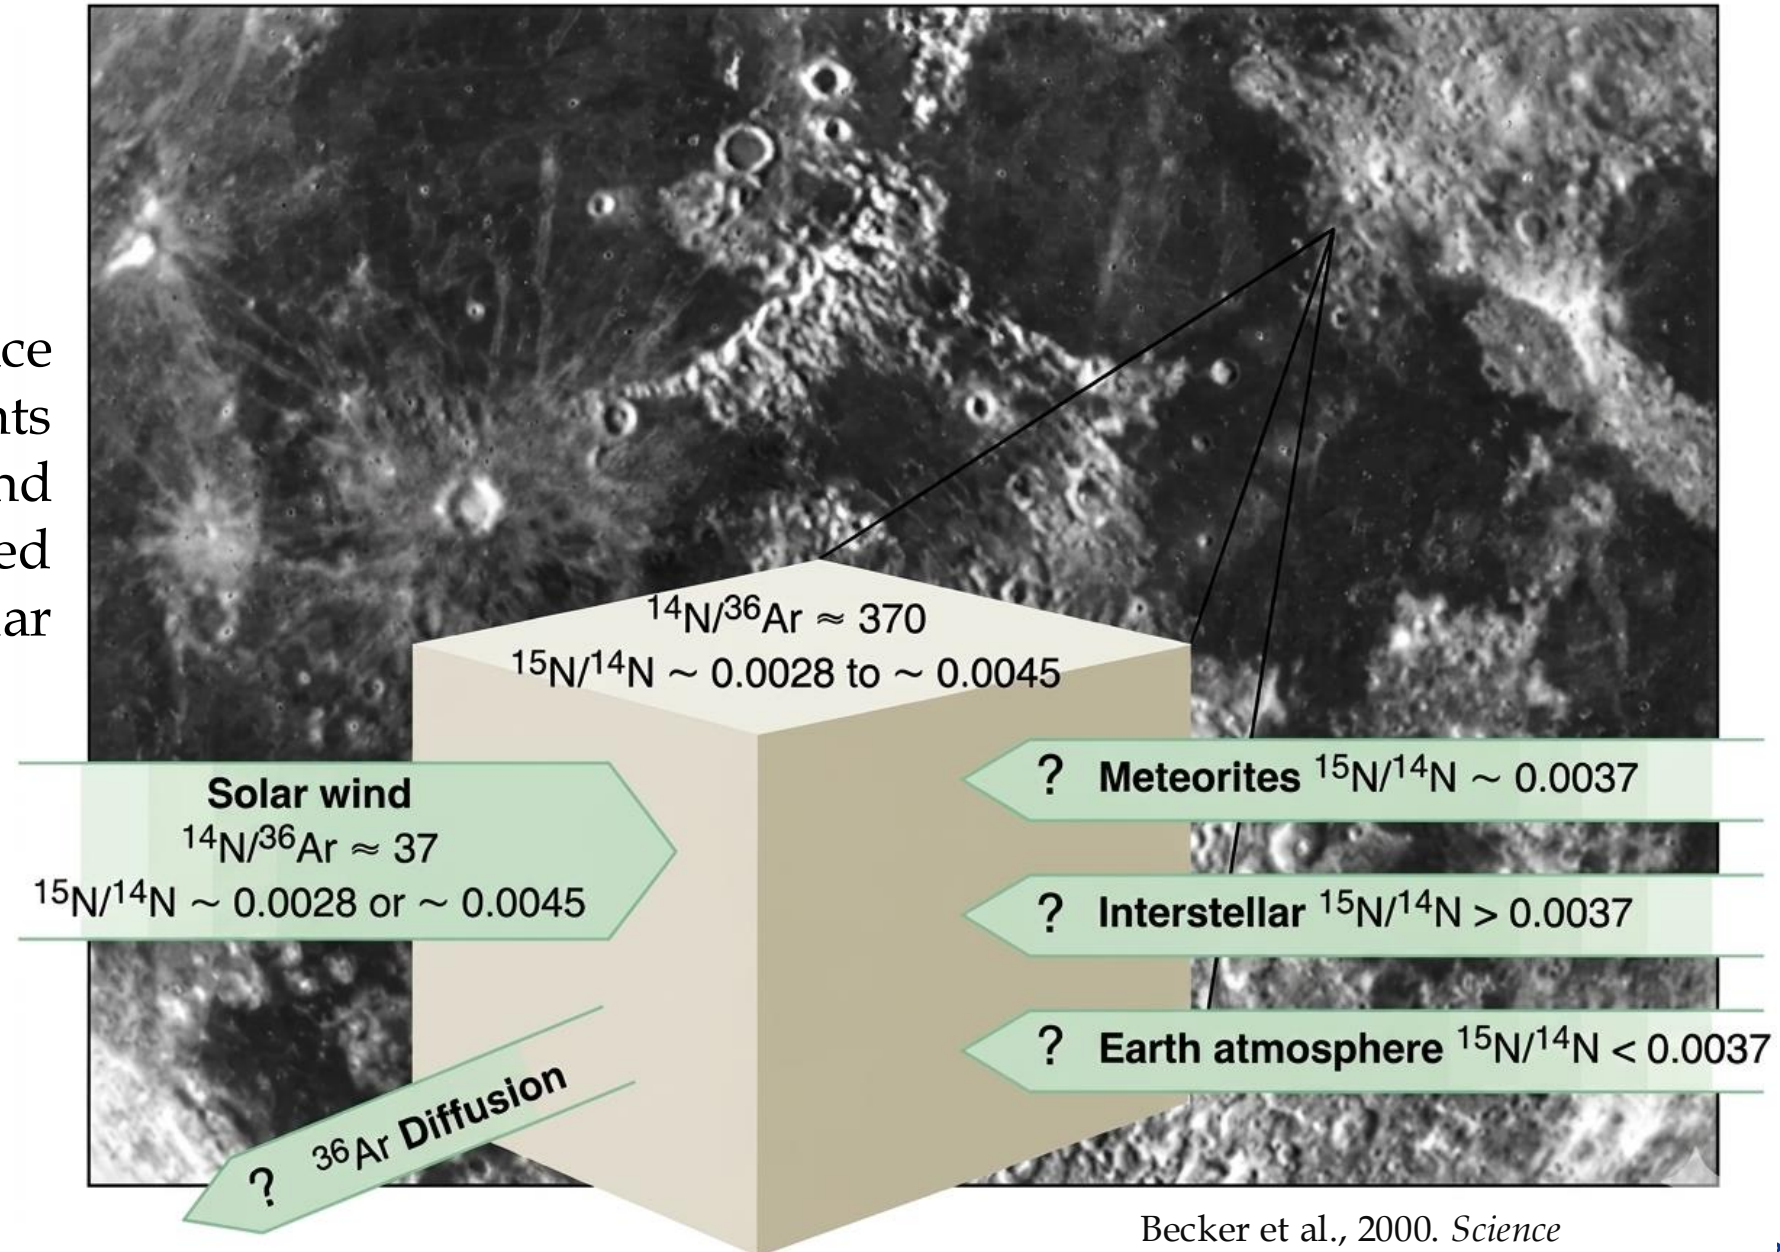 ce
nts
nd
ed
ar
¹⁴N/³⁶Ar ≈ 370
¹⁵N/¹⁴N ~ 0.0028 to ~ 0.0045
Solar wind
¹⁴N/³⁶Ar ≈ 37
¹⁵N/¹⁴N ~ 0.0028 or ~ 0.0045
? ³⁶Ar Diffusion
? Meteorites ¹⁵N/¹⁴N ~ 0.0037
? Interstellar ¹⁵N/¹⁴N > 0.0037
? Earth atmosphere ¹⁵N/¹⁴N < 0.0037
Becker et al., 2000. Science